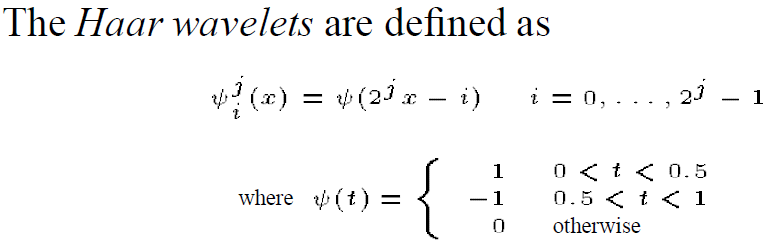 The Haar wavelets are defined as
ψ_i^j(x) = ψ(2^j x − i)   i = 0, . . . , 2^j − 1
where ψ(t) = { 1   0 < t < 0.5
−1   0.5 < t < 1
0   otherwise